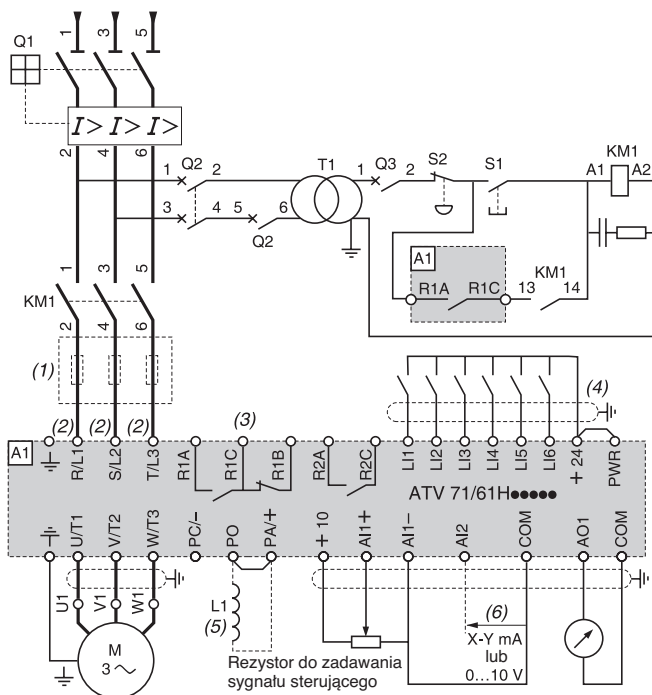 1 3 5
Q1
I> I> I>
2 4 6
1 Q2 2
3 4 5 6
Q2
T1
1 Q3 2
S2
S1
KM1
A1 A2
A1
R1A R1C
13 KM1 14
1 3 5
KM1
2 4 6
(1)
(2) (2) (2)
(3)
(4)
A1
R/L1
S/L2
T/L3
R1A
R1C
R1B
R2A
R2C
LI1
LI2
LI3
LI4
LI5
LI6
+ 24
PWR
ATV 71/61H●●●●●
U/T1
V/T2
W/T3
PC/-
PO
PA/+
+ 10
AI1+
AI1–
AI2
COM
AO1
COM
U1
V1
W1
M
3 ~
L1
(5)
(6)
X-Y mA
lub
0...10 V
Rezystor do zadawania
sygnału sterującego